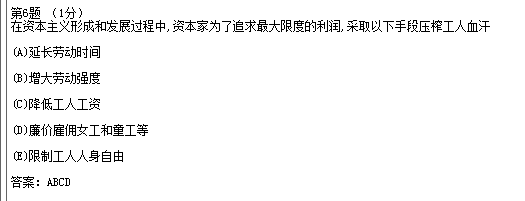 第6题 （1分）
在资本主义形成和发展过程中,资本家为了追求最大限度的利润,采取以下手段压榨工人血汗
(A)延长劳动时间
(B)增大劳动强度
(C)降低工人工资
(D)廉价雇佣女工和童工等
(E)限制工人人身自由
答案：ABCD